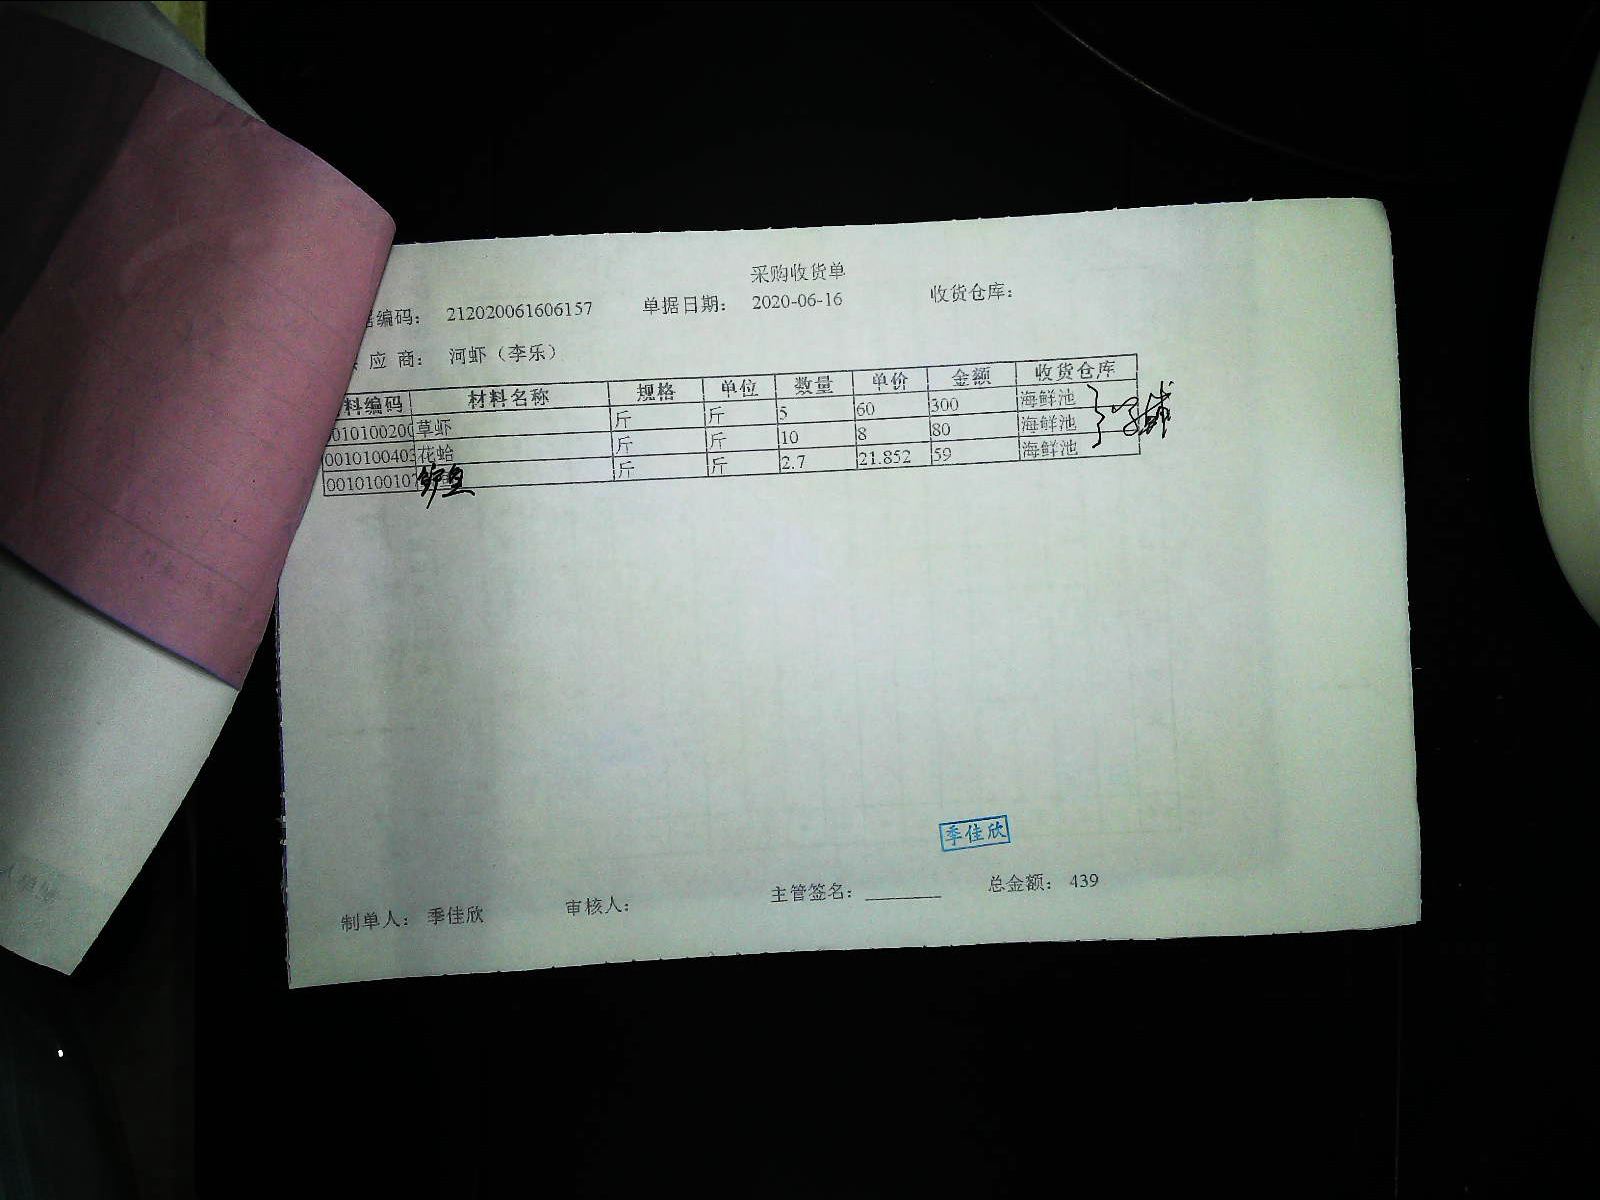 采购收货单
编码： 212020061606157 单据日期： 2020-06-16 收货仓库：
应 商： 河虾（李乐）
料编码 材料名称 规格 单位 数量 单价 金额 收货仓库
010100200 草虾 斤 斤 5 60 300 海鲜池
0010100403 花蛤 斤 斤 10 8 80 海鲜池
001010010 鲈鱼 斤 斤 2.7 21.852 59 海鲜池
季佳欣
制单人： 季佳欣 审核人： 主管签名： 总金额： 439